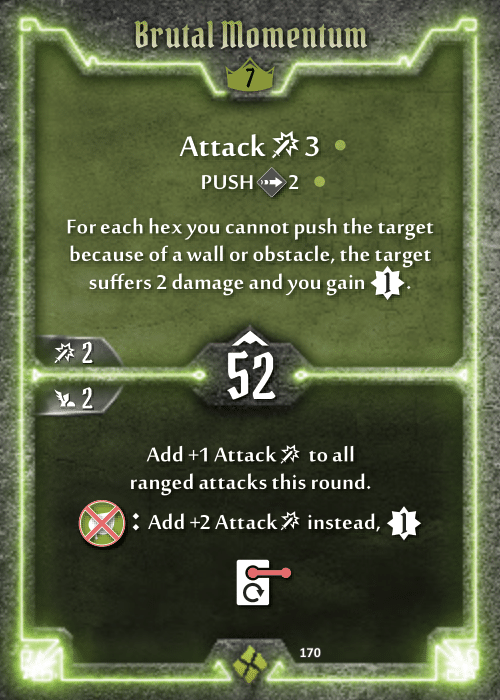 Brutal Momentum
7
Attack 3
PUSH 2
For each hex you cannot push the target
because of a wall or obstacle, the target
suffers 2 damage and you gain 1.
2
52
2
Add +1 Attack to all
ranged attacks this round.
: Add +2 Attack instead, 1
170